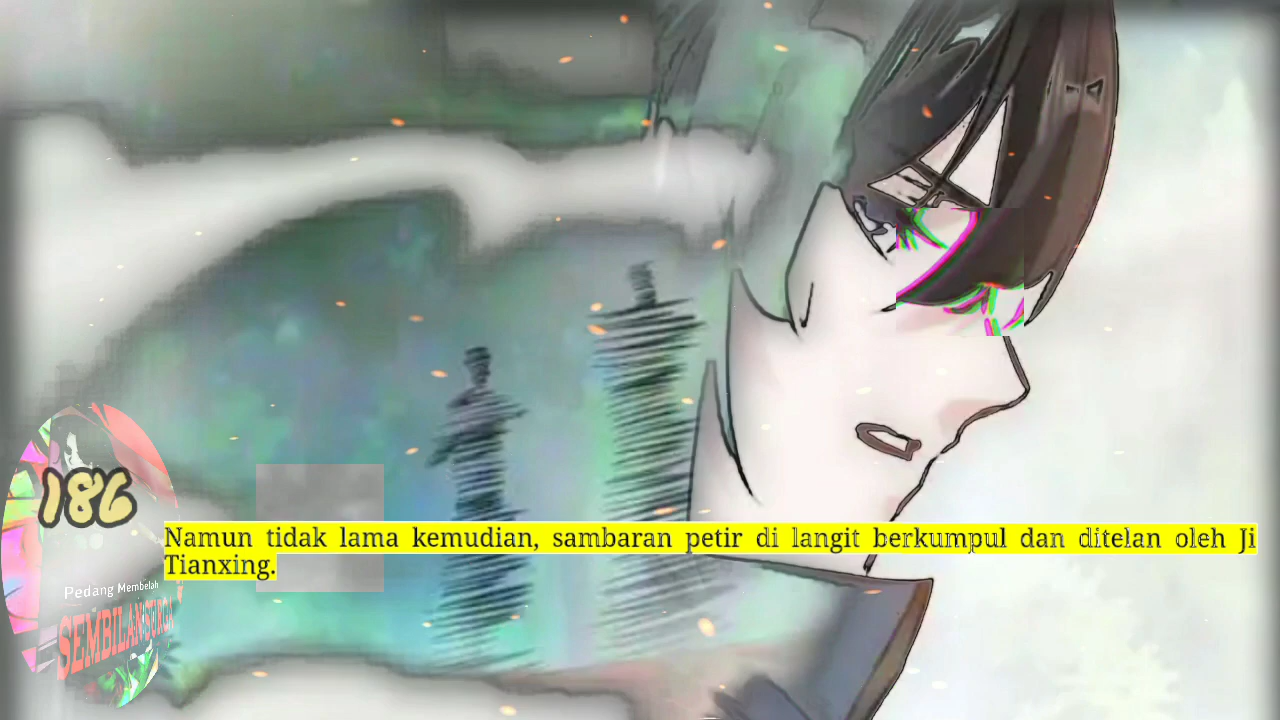 186
Namun tidak lama kemudian, sambaran petir di langit berkumpul dan ditelan oleh Ji
Tianxing.
Pedang Membelah
SEMBILAN SURGA